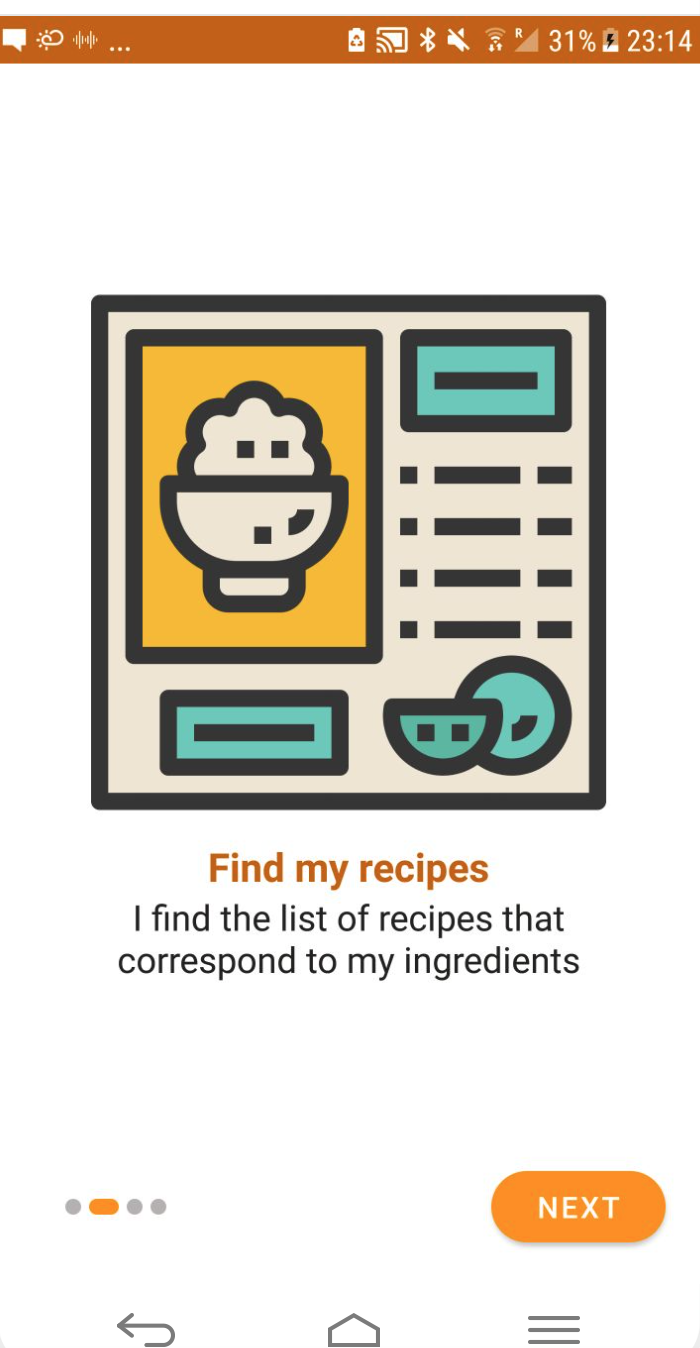 ... R 31% 23:14
Find my recipes
I find the list of recipes that
correspond to my ingredients
NEXT